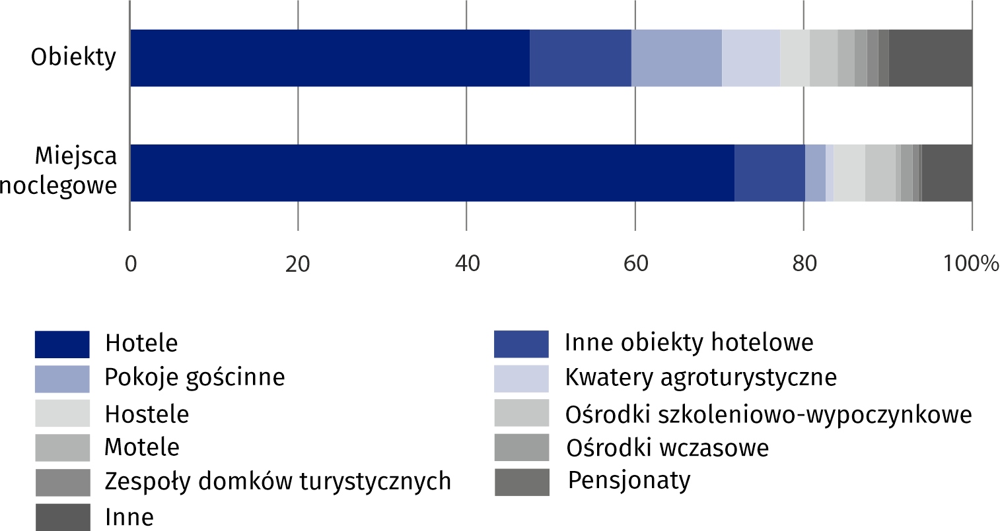 Obiekty
Miejsca
noclegowe
0 20 40 60 80 100%
Hotele
Inne obiekty hotelowe
Pokoje gościnne
Kwatery agroturystyczne
Hostele
Ośrodki szkoleniowo-wypoczynkowe
Motele
Ośrodki wczasowe
Zespoły domków turystycznych
Pensjonaty
Inne